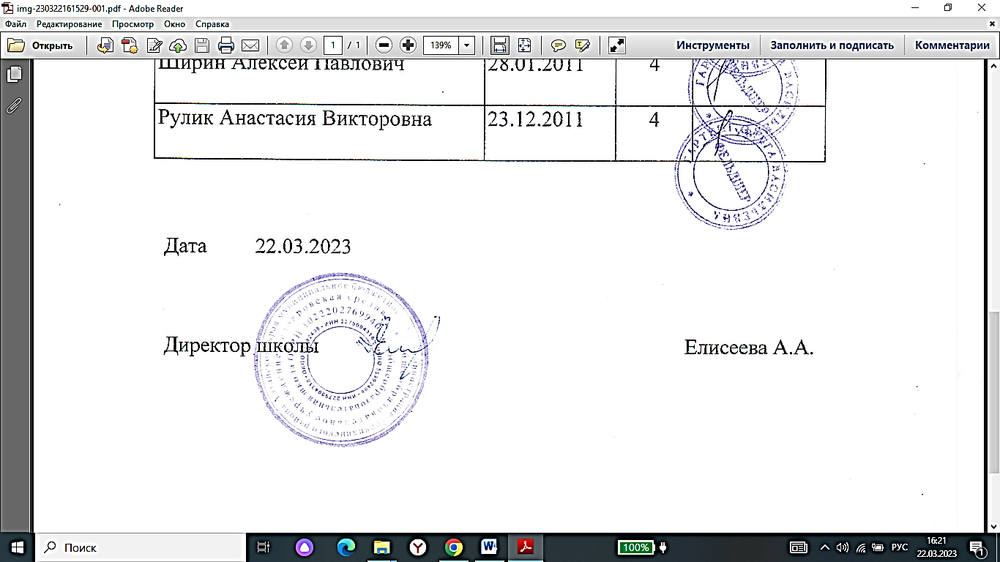 img-230322161529-001.pdf - Adobe Reader
Файл Редактирование Просмотр Окно Справка
Открыть 1 / 1 139% Инструменты Заполнить и подписать Комментарии
Ширин Алексей Павлович 28.01.2011 4
Рулик Анастасия Викторовна 23.12.2011 4
ФЕЛЬДШЕР
Дата 22.03.2023
Директор школы Елисеева А.А.
Поиск
100%
РУС
16:21
22.03.2023
1